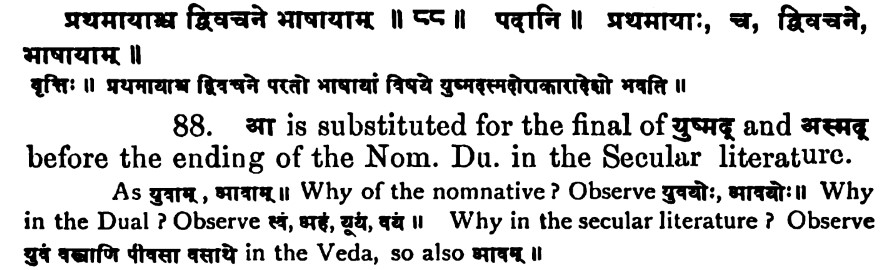 प्रथमायाश्च द्विवचने भाषायाम् ॥ ८८ ॥ पदानि ॥ प्रथमायाः, च, द्विवचने,
भाषायाम् ॥
वृत्तिः ॥ प्रथमायाश्च द्विवचने परतो भाषायां विषये युष्मदस्मदोराकारादेशो भवति ॥
88. आ is substituted for the final of युष्मद् and अस्मद्
before the ending of the Nom. Du. in the Secular literature.
As युवाम्, आवाम् ॥ Why of the nomnative ? Observe युवयोः, आवयोः ॥ Why
in the Dual ? Observe त्वं, अहं, यूयं, वयं ॥ Why in the secular literature ? Observe
युवं वस्त्राणि पीवसा वसाथे in the Veda, so also आवम् ॥